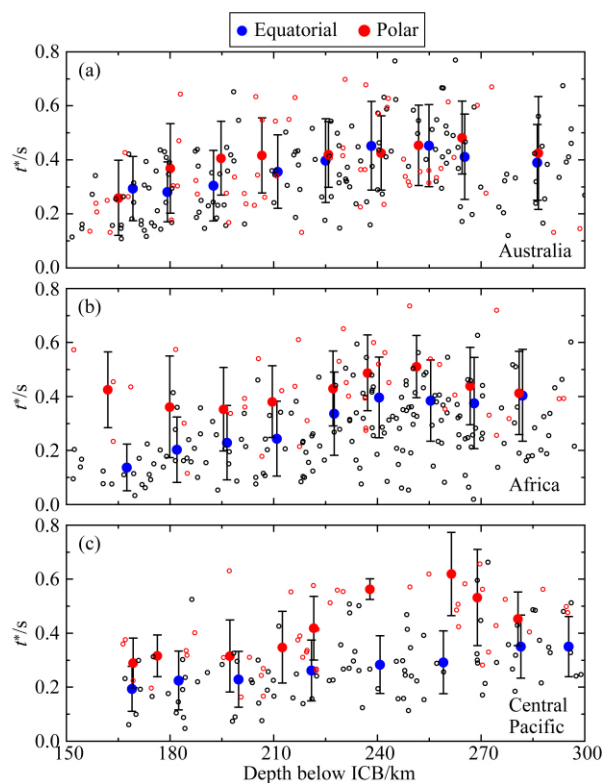 Equatorial Polar
(a)
0.8
0.6
0.4
0.2
0.0
t*/s
Australia
(b)
0.8
0.6
0.4
0.2
0.0
t*/s
Africa
(c)
0.8
0.6
0.4
0.2
0.0
t*/s
Central
Pacific
150 180 210 240 270 300
Depth below ICB/km